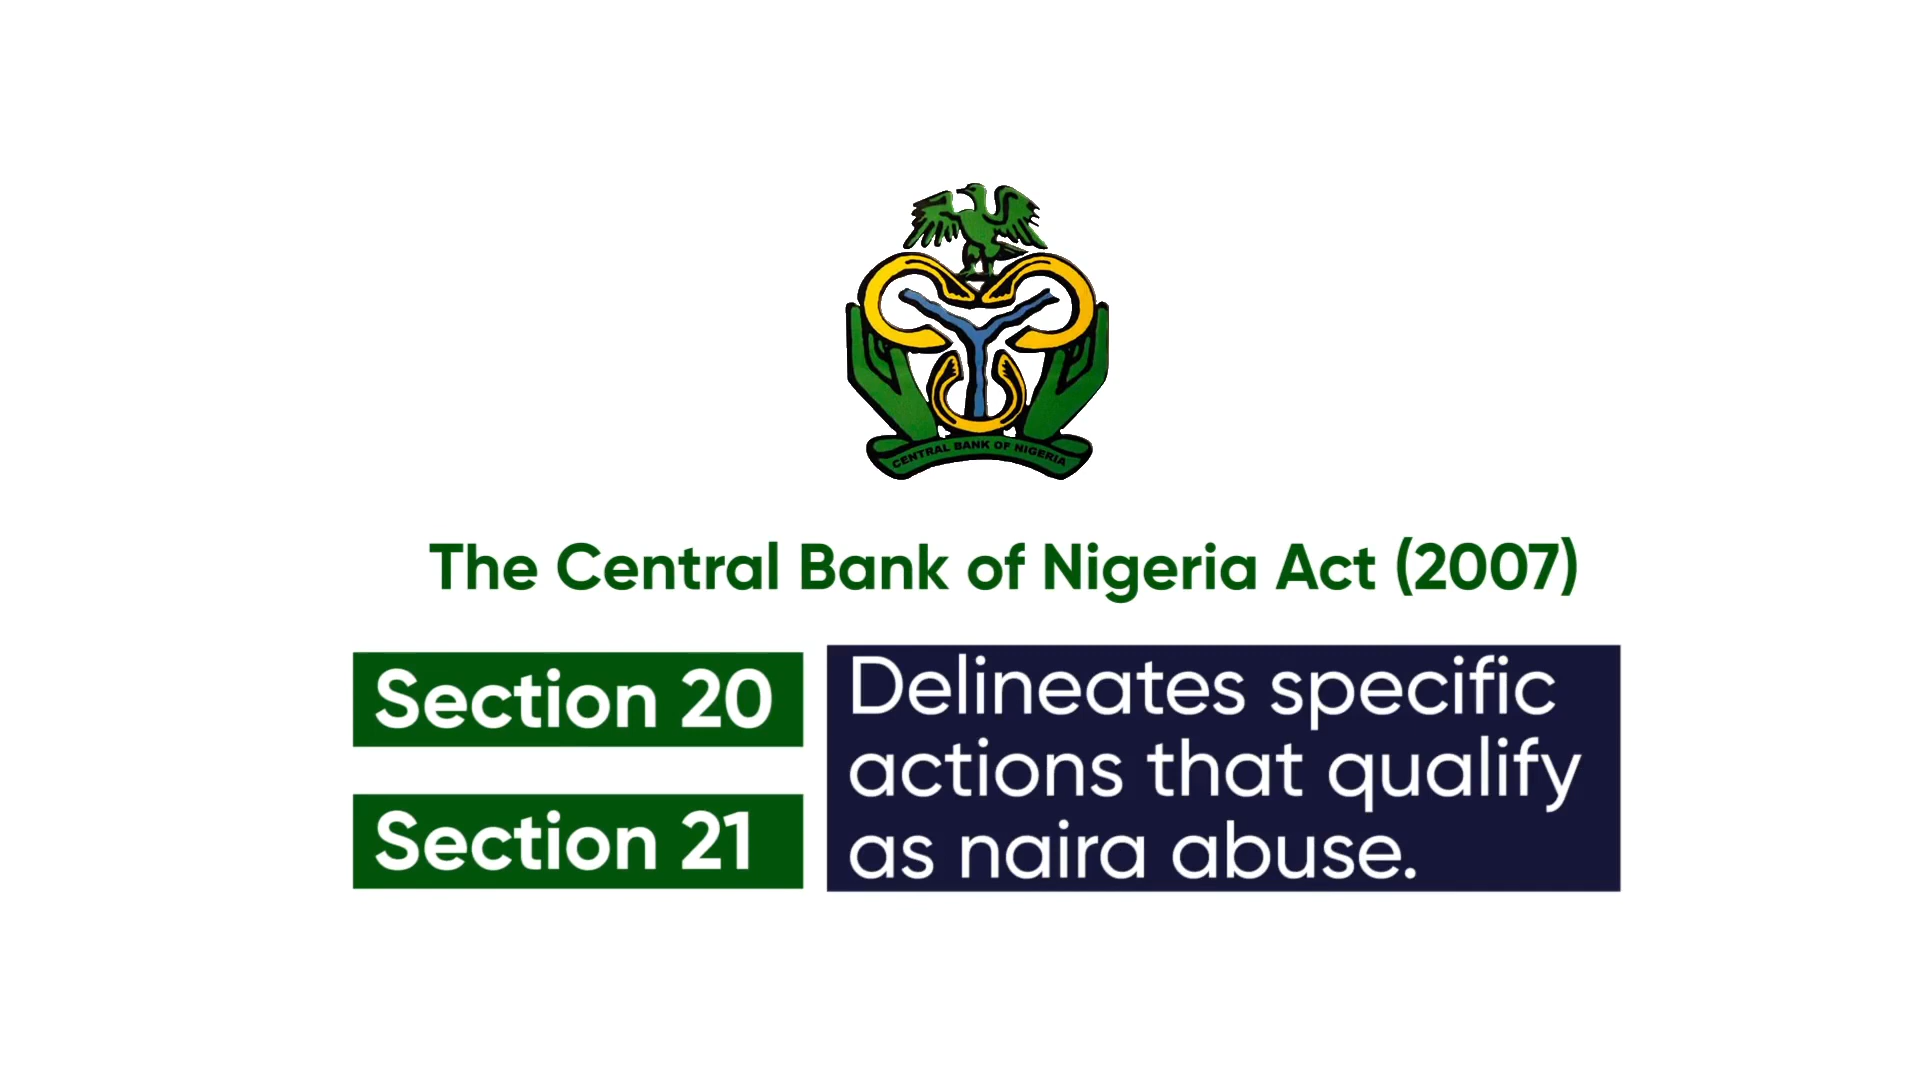 CENTRAL BANK OF NIGERIA
The Central Bank of Nigeria Act (2007)
Section 20
Section 21
Delineates specific
actions that qualify
as naira abuse.